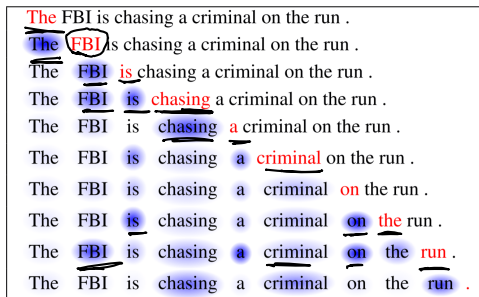 The FBI is chasing a criminal on the run .
The FBI is chasing a criminal on the run .
The FBI is chasing a criminal on the run .
The FBI is chasing a criminal on the run .
The FBI is chasing a criminal on the run .
The FBI is chasing a criminal on the run .
The FBI is chasing a criminal on the run .
The FBI is chasing a criminal on the run .
The FBI is chasing a criminal on the run .
The FBI is chasing a criminal on the run .